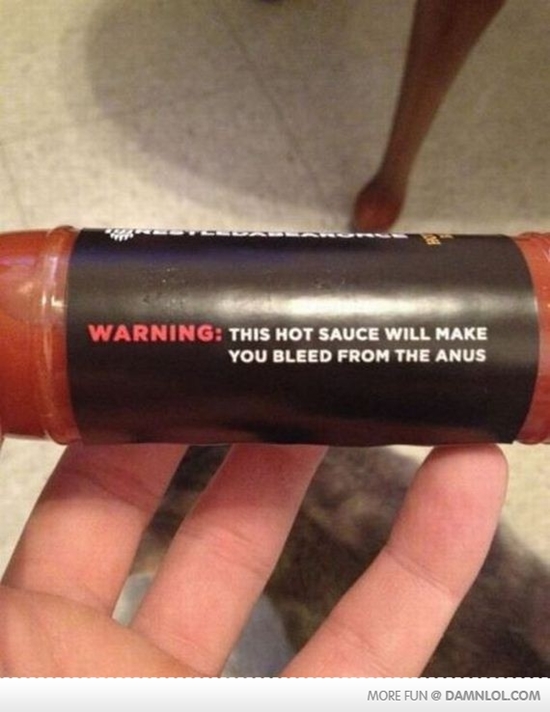 WARNING: THIS HOT SAUCE WILL MAKE
YOU BLEED FROM THE ANUS
MORE FUN @ DAMNLOL.COM